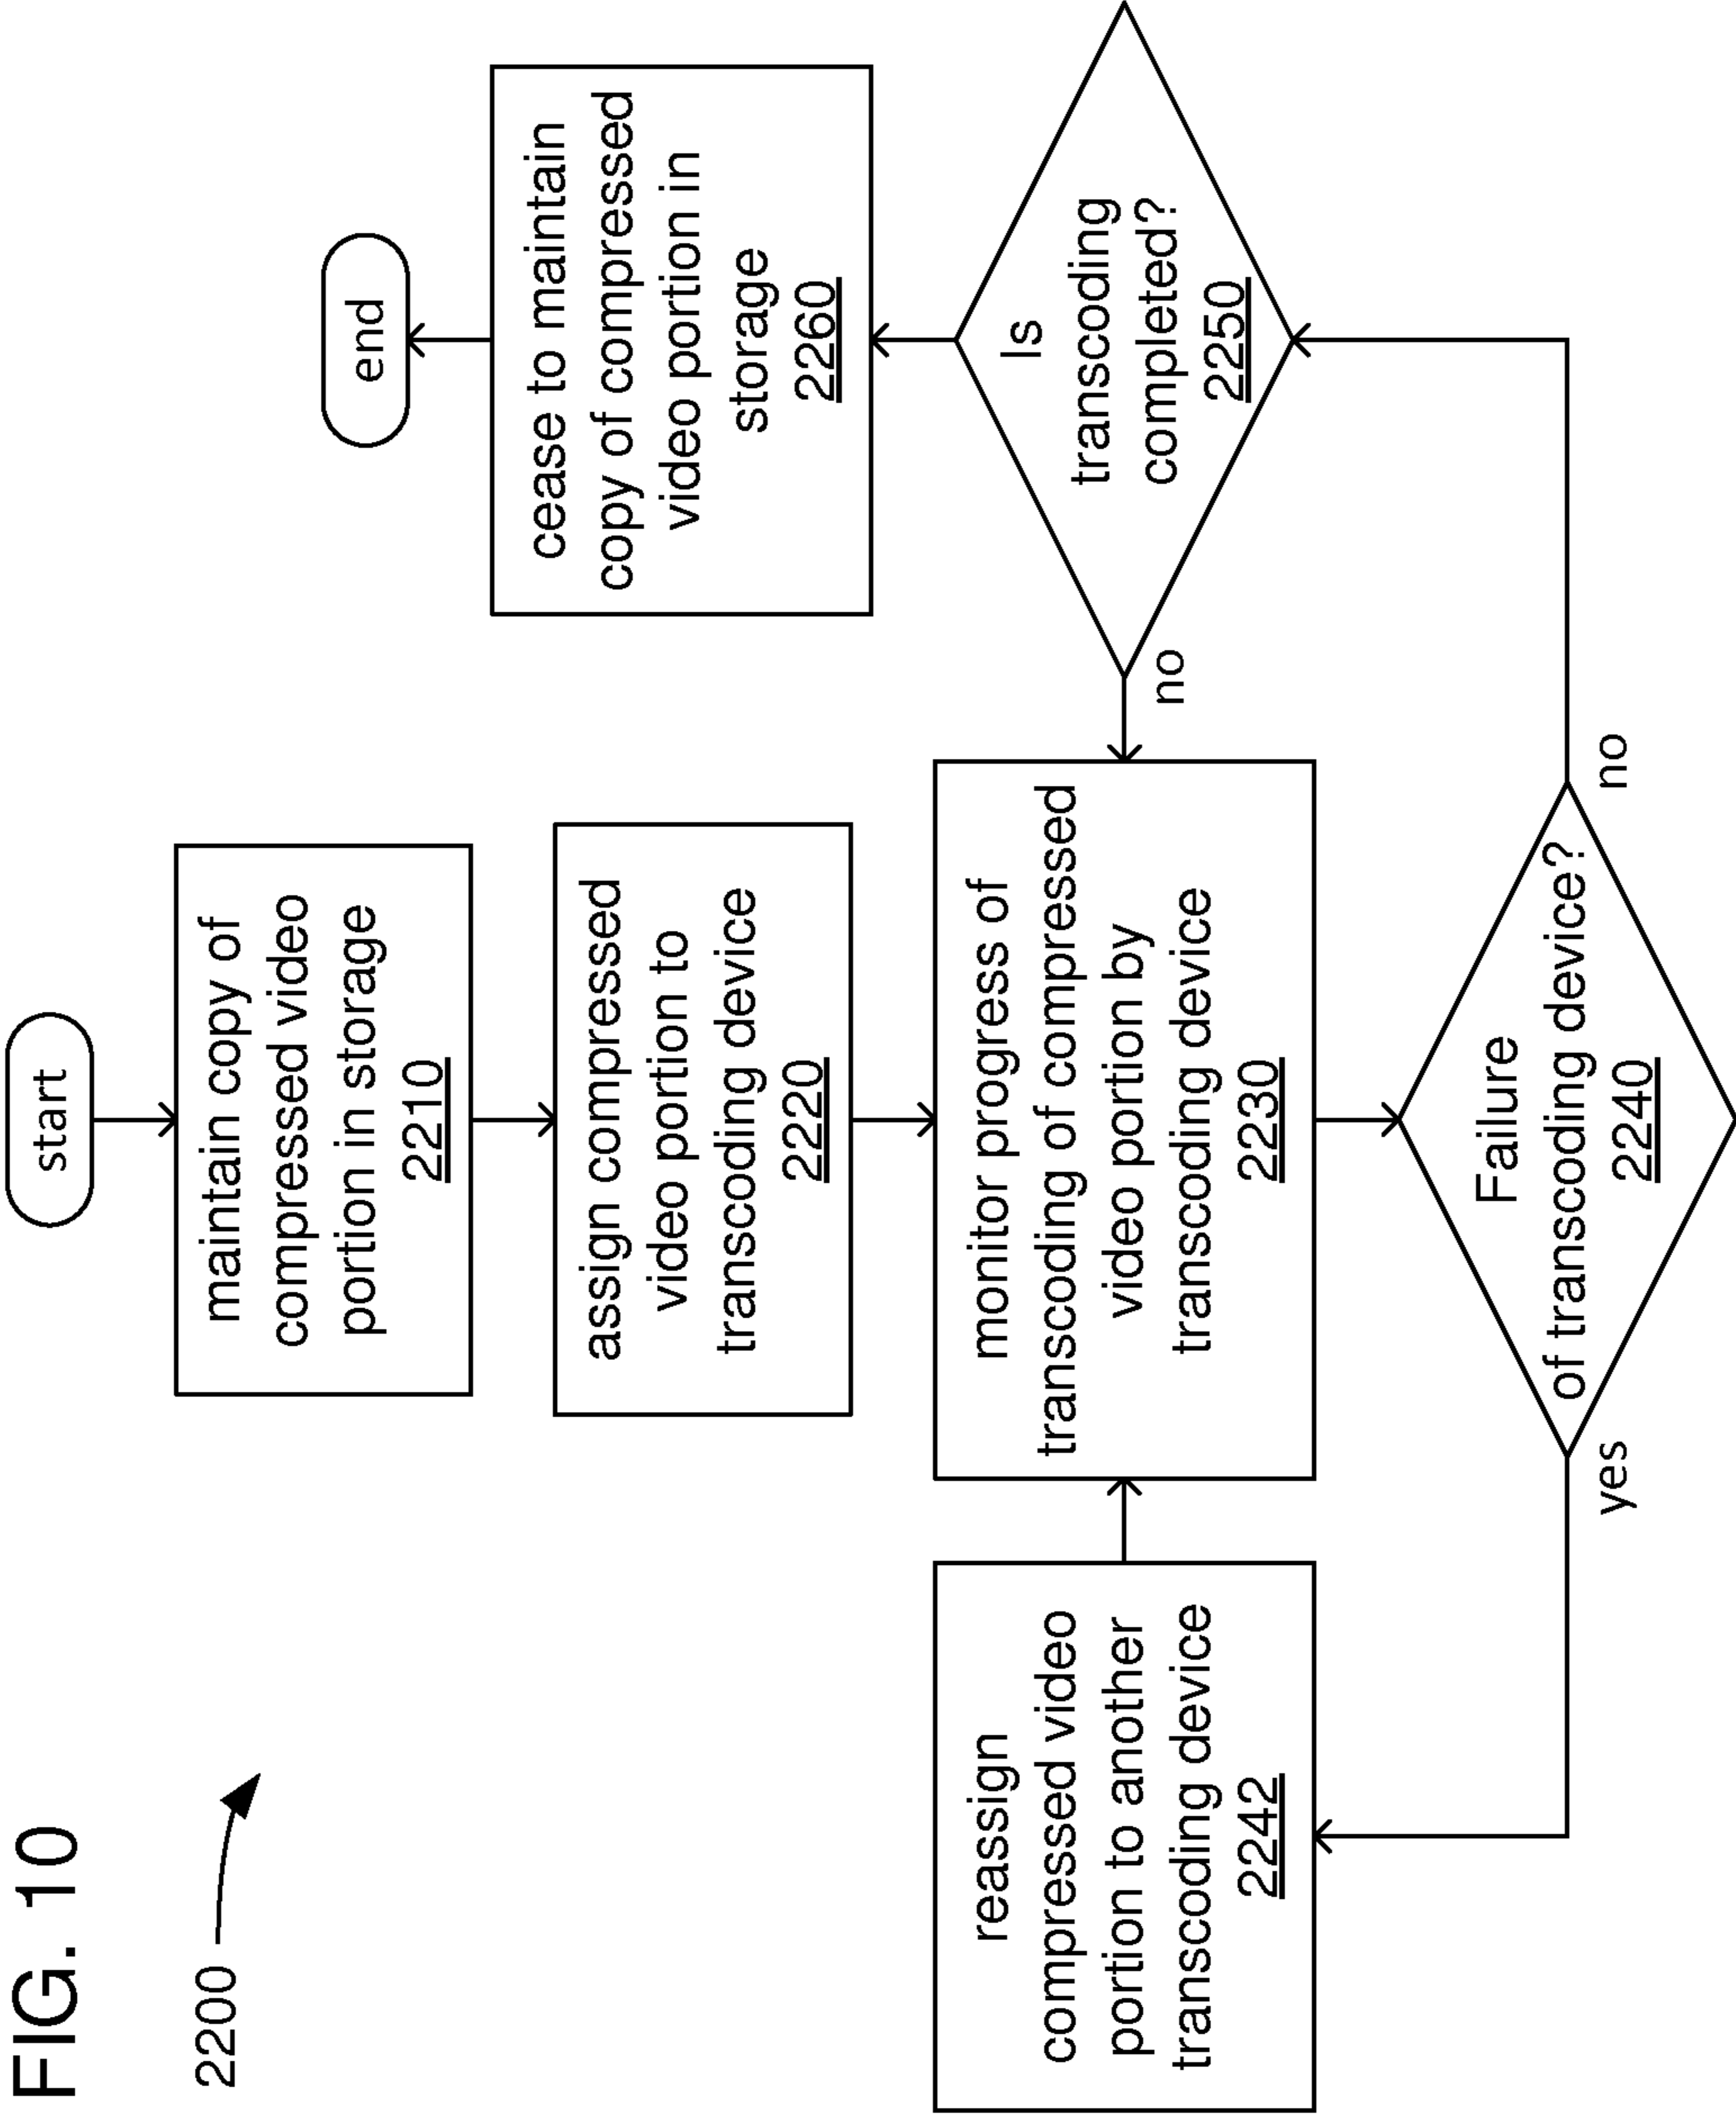 FIG. 10
2200
start
maintain copy of
compressed video
portion in storage
2210
assign compressed
video portion to
transcoding device
2220
monitor progress of
transcoding of compressed
video portion by
transcoding device
2230
Failure
of transcoding device?
2240
yes
no
reassign
compressed video
portion to another
transcoding device
2242
Is
transcoding
completed?
2250
no
cease to maintain
copy of compressed
video portion in
storage
2260
end